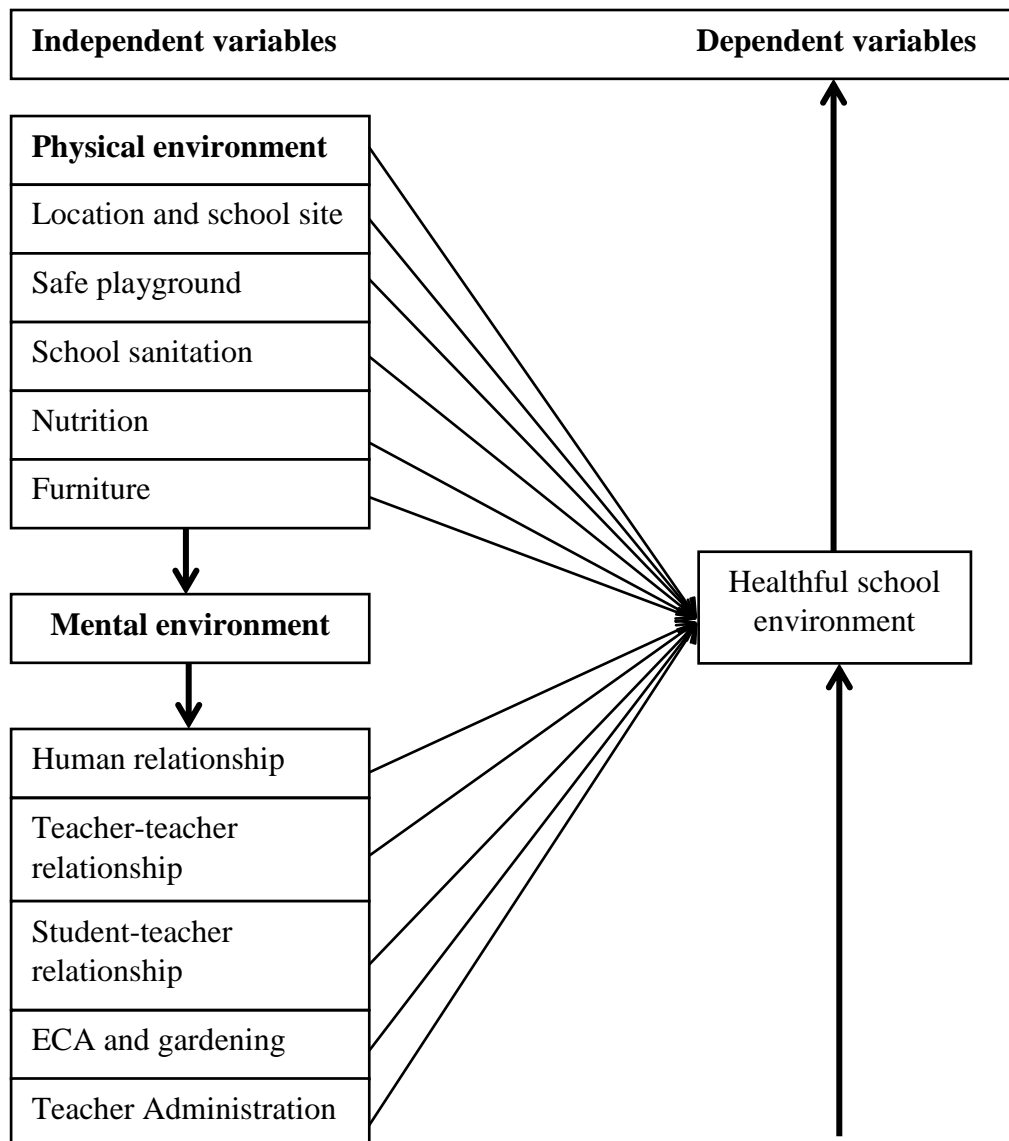 Independent variables Dependent variables
Physical environment
Location and school site
Safe playground
School sanitation
Nutrition
Furniture
Healthful school
environment
Mental environment
Human relationship
Teacher-teacher
relationship
Student-teacher
relationship
ECA and gardening
Teacher Administration